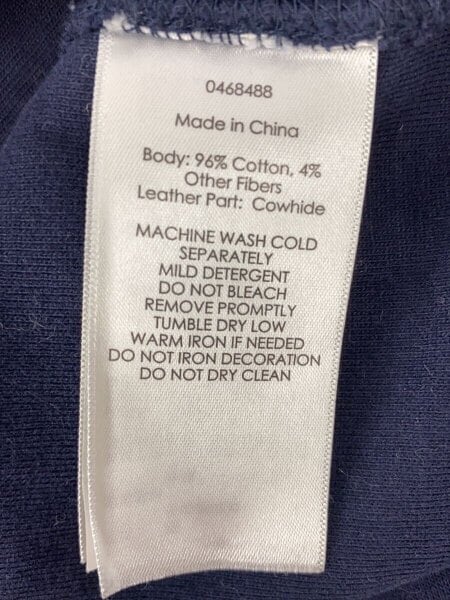 0468488
Made in China
Body: 96% Cotton, 4%
Other Fibers
Leather Part: Cowhide
MACHINE WASH COLD
SEPARATELY
MILD DETERGENT
DO NOT BLEACH
REMOVE PROMPTLY
TUMBLE DRY LOW
WARM IRON IF NEEDED
DO NOT IRON DECORATION
DO NOT DRY CLEAN